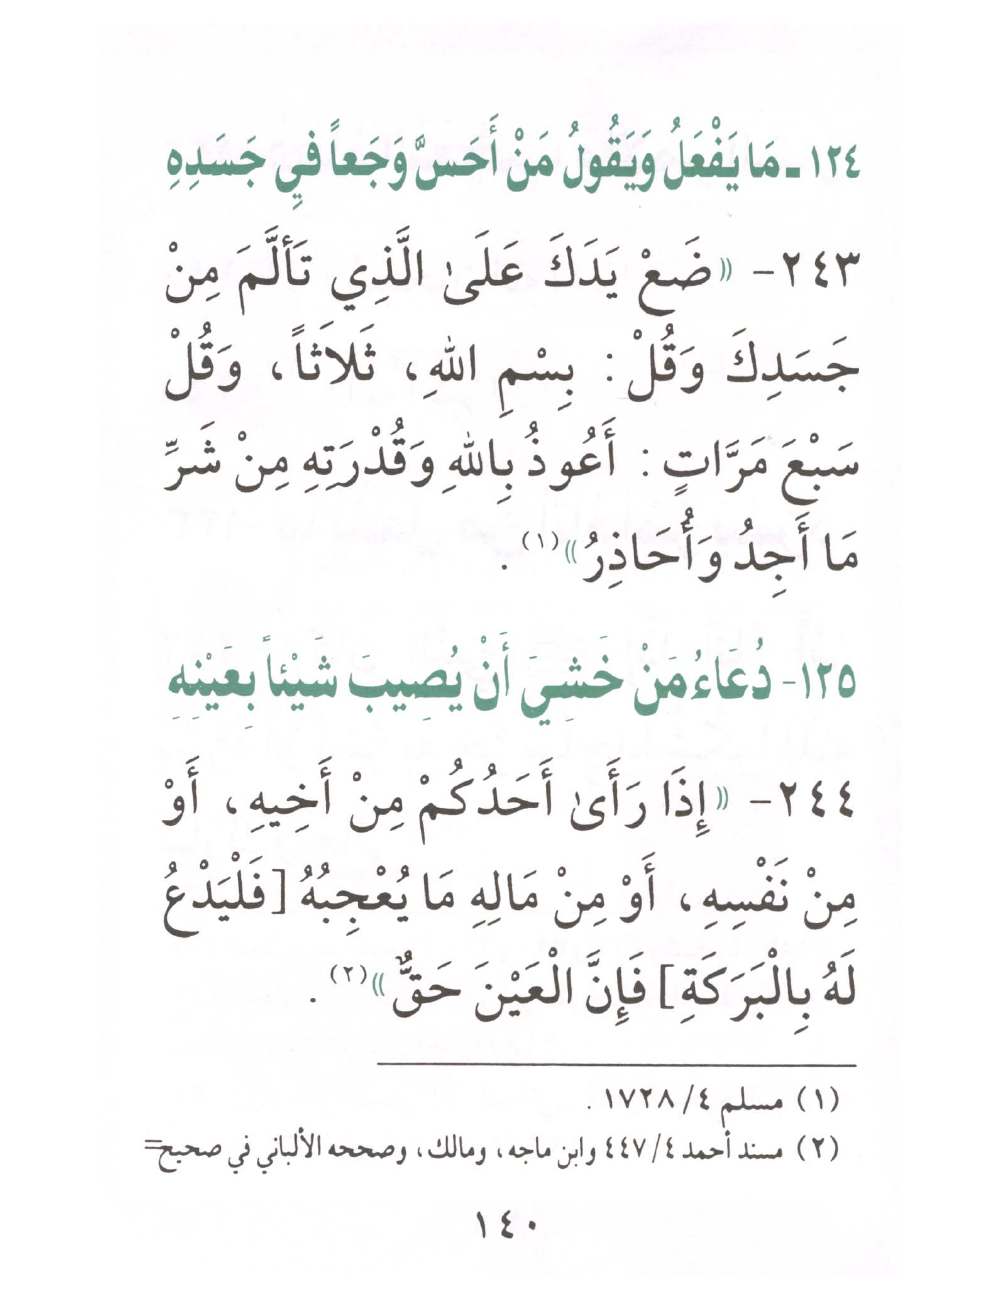 ١٢٤ ـ مَا يَفْعَلُ وَيَقُولُ مَنْ أَحَسَّ وَجَعاً فِي جَسَدِهِ
٢٤٣- «ضَعْ يَدَكَ عَلَى الَّذِي تَأَلَّمَ مِنْ
جَسَدِكَ وَقُلْ : بِسْمِ اللهِ، ثَلاَثاً، وَقُلْ
سَبْعَ مَرَّاتٍ : أَعُوذُ بِاللهِ وَقُدْرَتِهِ مِنْ شَرِّ
مَا أَجِدُ وَأُحَاذِرُ»(١) .
١٢٥- دُعَاءُ مَنْ خَشِيَ أَنْ يُصِيبَ شَيْئاً بِعَيْنِهِ
٢٤٤- «إِذَا رَأَى أَحَدُكُمْ مِنْ أَخِيهِ، أَوْ
مِنْ نَفْسِهِ، أَوْ مِنْ مَالِهِ مَا يُعْجِبُهُ [فَلْيَدْعُ
لَهُ بِالْبَرَكَةِ] فَإِنَّ الْعَيْنَ حَقٌّ»(٢) .
(١) مسلم ٤/ ١٧٢٨ .
(٢) مسند أحمد ٤/ ٤٤٧ وابن ماجه، ومالك، وصححه الألباني في صحيح=
١٤٠